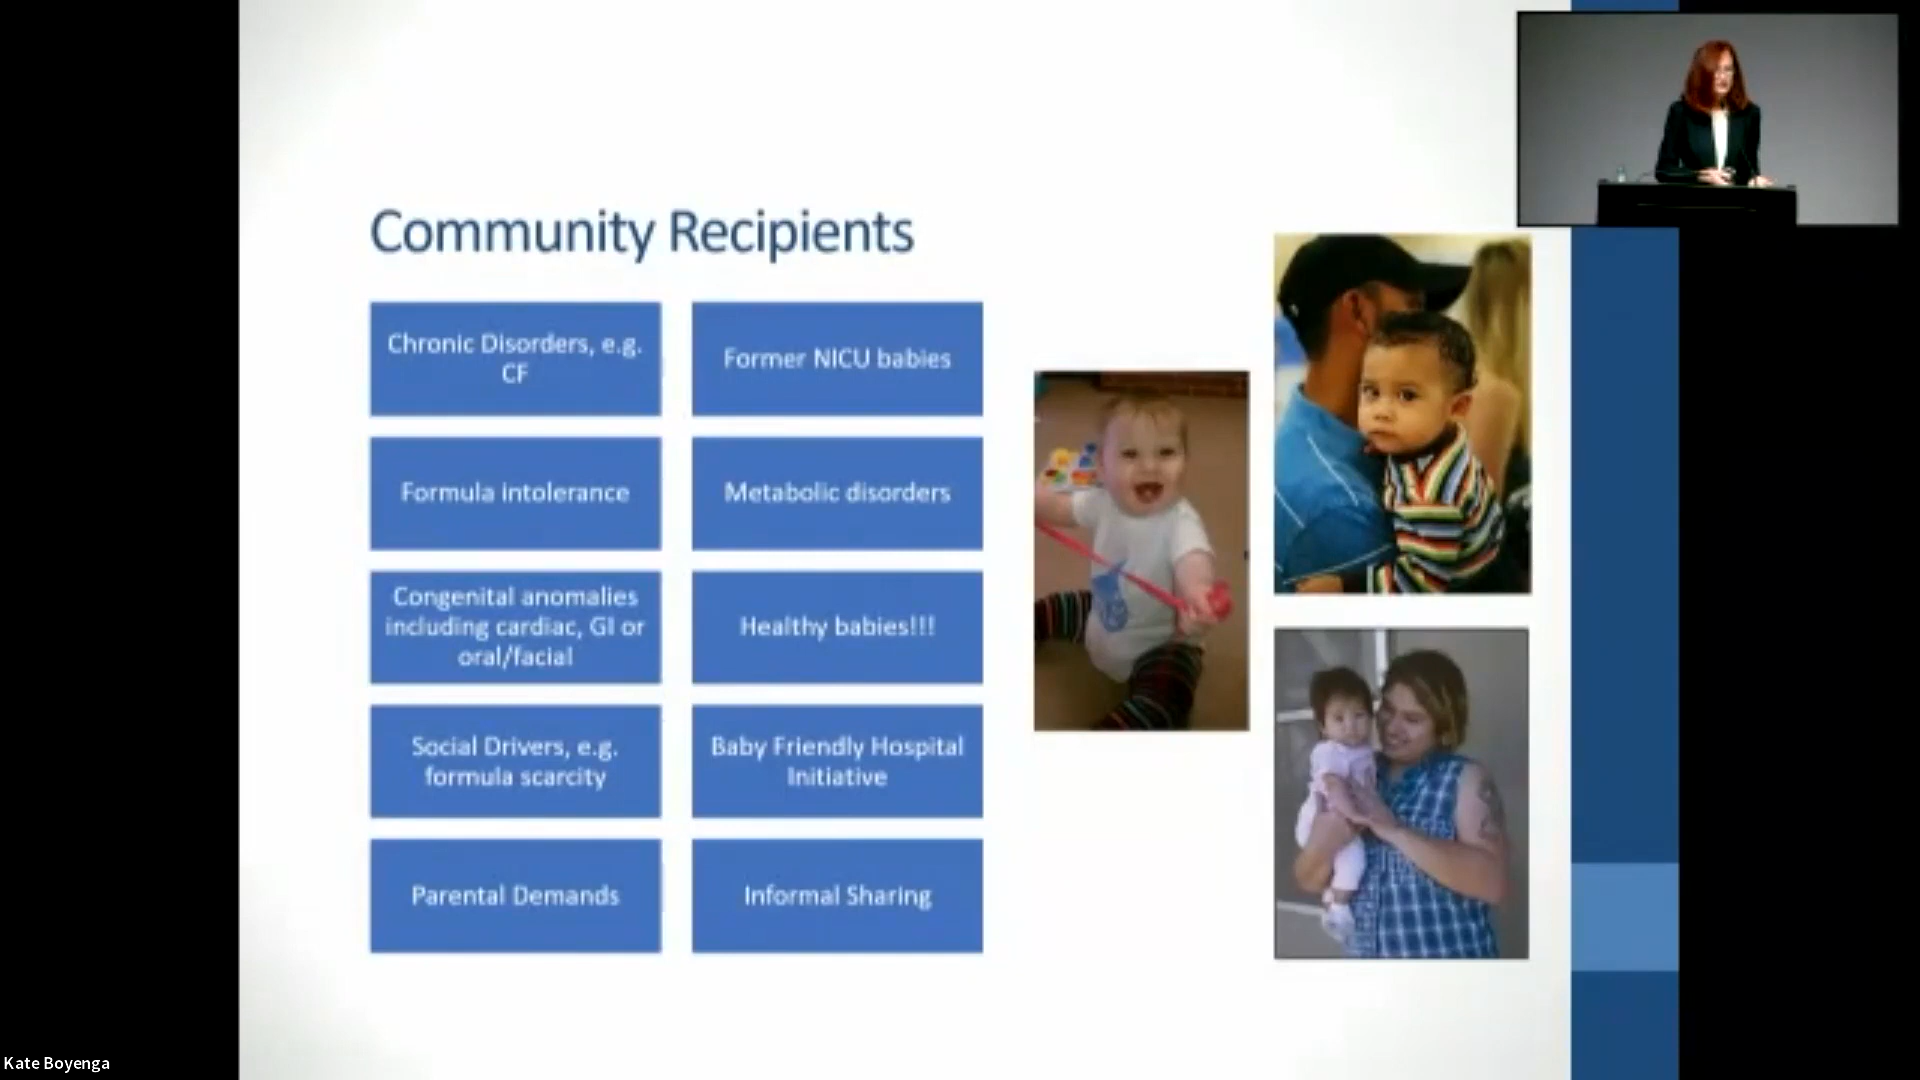 Community Recipients
Chronic Disorders, e.g.
CF
Former NICU babies
Formula intolerance
Metabolic disorders
Congenital anomalies
including cardiac, GI or
oral/facial
Healthy babies!!!
Social Drivers, e.g.
formula scarcity
Baby Friendly Hospital
Initiative
Parental Demands
Informal Sharing
Kate Boyenga